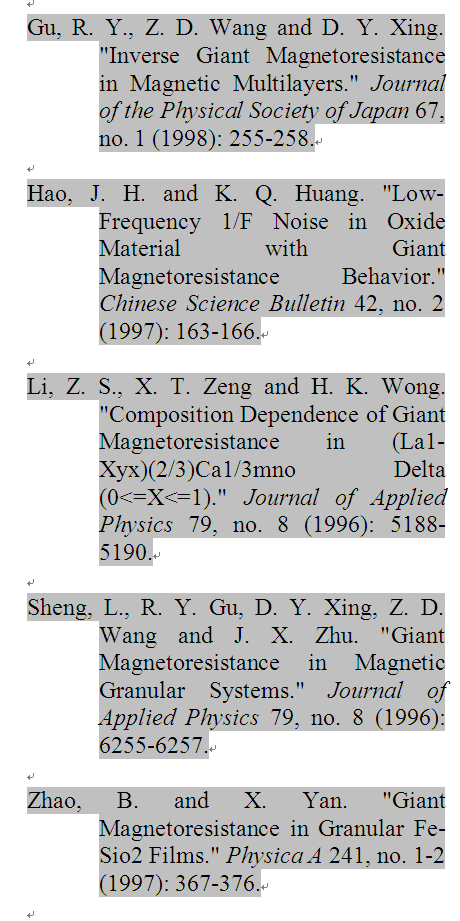 Gu, R. Y., Z. D. Wang and D. Y. Xing.
"Inverse Giant Magnetoresistance
in Magnetic Multilayers." Journal
of the Physical Society of Japan 67,
no. 1 (1998): 255-258.
Hao, J. H. and K. Q. Huang. "Low-
Frequency 1/F Noise in Oxide
Material with Giant
Magnetoresistance Behavior."
Chinese Science Bulletin 42, no. 2
(1997): 163-166.
Li, Z. S., X. T. Zeng and H. K. Wong.
"Composition Dependence of Giant
Magnetoresistance in (La1-
Xyx)(2/3)Ca1/3mno Delta
(0<=X<=1)." Journal of Applied
Physics 79, no. 8 (1996): 5188-
5190.
Sheng, L., R. Y. Gu, D. Y. Xing, Z. D.
Wang and J. X. Zhu. "Giant
Magnetoresistance in Magnetic
Granular Systems." Journal of
Applied Physics 79, no. 8 (1996):
6255-6257.
Zhao, B. and X. Yan. "Giant
Magnetoresistance in Granular Fe-
Sio2 Films." Physica A 241, no. 1-2
(1997): 367-376.